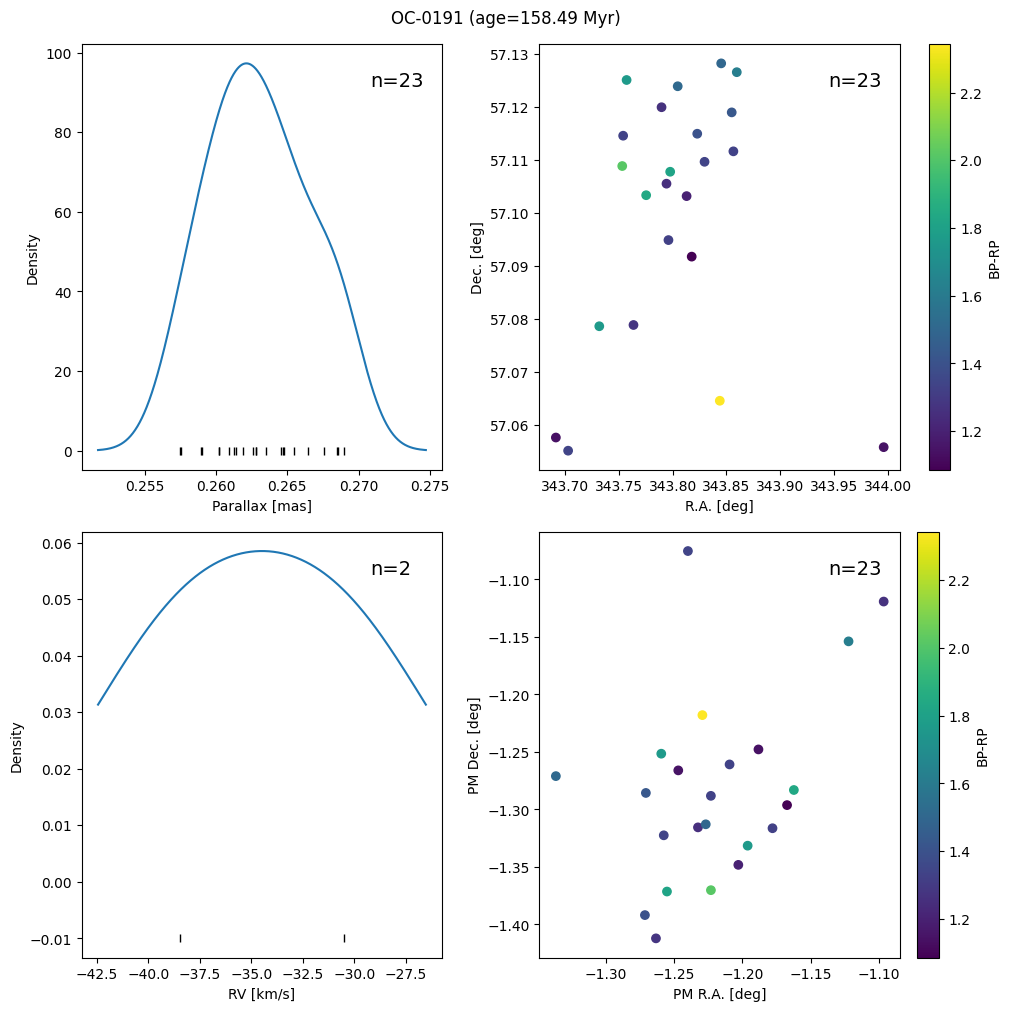 OC-0191 (age=158.49 Myr)
n=23
100
80
60
40
20
0
Density
0.255 0.260 0.265 0.270 0.275
Parallax [mas]
n=23
57.13
57.12
57.11
57.10
57.09
57.08
57.07
57.06
Dec. [deg]
343.70 343.75 343.80 343.85 343.90 343.95 344.00
R.A. [deg]
2.2
2.0
1.8
1.6
1.4
1.2
BP-RP
n=2
0.06
0.05
0.04
0.03
0.02
0.01
0.00
−0.01
Density
−42.5 −40.0 −37.5 −35.0 −32.5 −30.0 −27.5
RV [km/s]
n=23
−1.10
−1.15
−1.20
−1.25
−1.30
−1.35
−1.40
PM Dec. [deg]
−1.30 −1.25 −1.20 −1.15 −1.10
PM R.A. [deg]
2.2
2.0
1.8
1.6
1.4
1.2
BP-RP